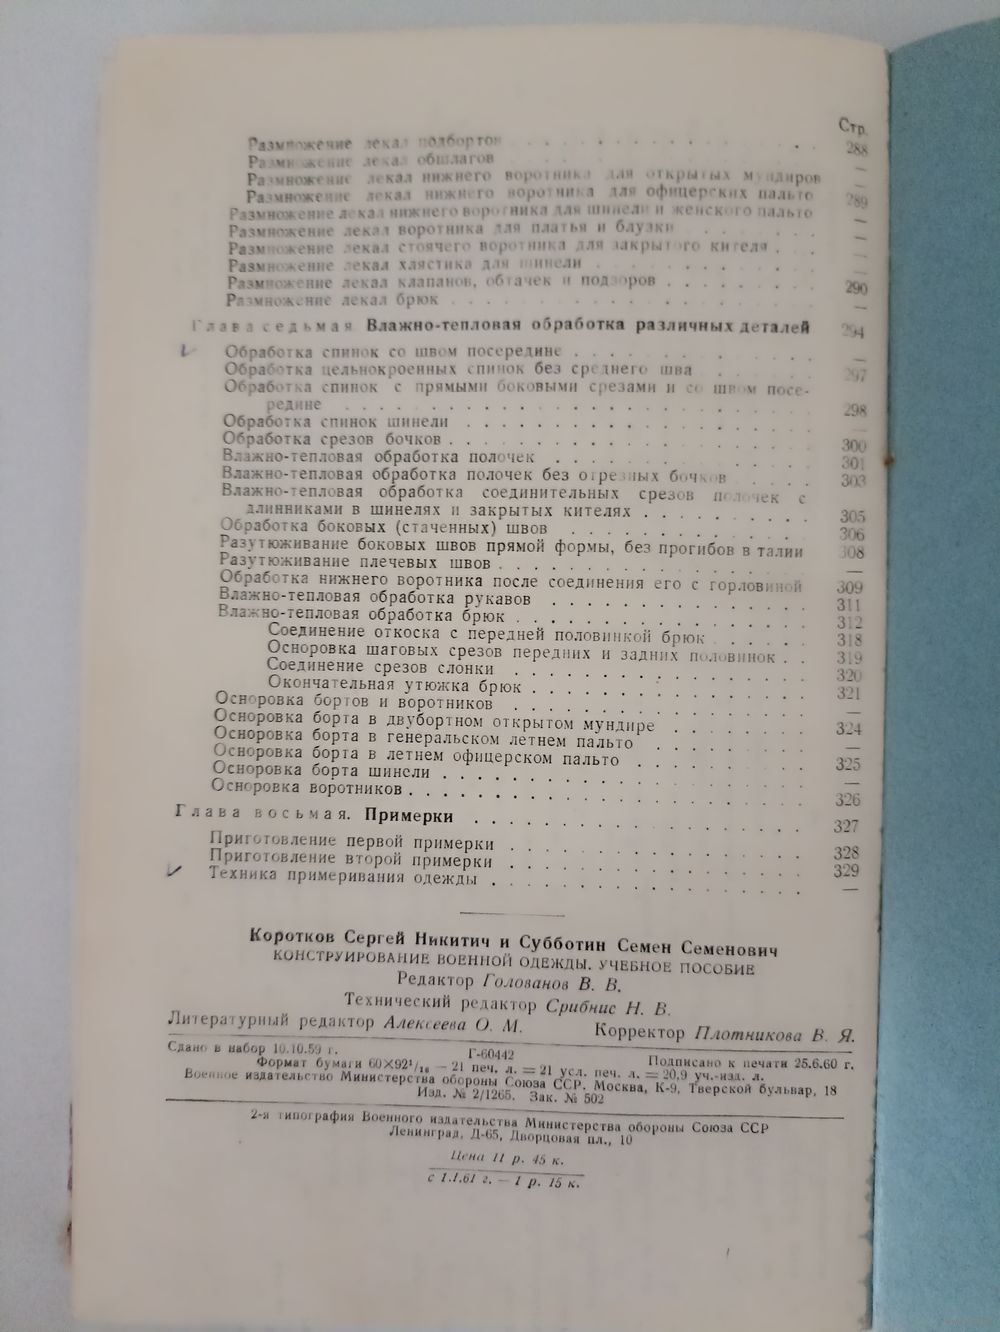 Стр.
Размножение лекал подбортов . . . . . . . . 288
Размножение лекал обшлагов —
Размножение лекал нижнего воротника для открытых мундиров —
Размножение лекал нижнего воротника для офицерских пальто 289
Размножение лекал нижнего воротника для шинели и женского пальто —
Размножение лекал воротника для платья и блузки . . . . —
Размножение лекал стоячего воротника для закрытого кителя . —
Размножение лекал хлястика для шинели . . . . . . . —
Размножение лекал клапанов, обтачек и подзоров . . . . . . 290
Размножение лекал брюк . . . . . . . . . . —
Глава седьмая Влажно-тепловая обработка различных деталей 294
Обработка спинок со швом посередине . . . . . . . —
Обработка цельнокроенных спинок без среднего шва . . . . 297
Обработка спинок с прямыми боковыми срезами и со швом посе-
редине . . . . . . . . . . 298
Обработка спинок шинели . . . . . . . . . —
Обработка срезов бочков . . . . . . . . . . 300
Влажно-тепловая обработка полочек . . . . . . . 301
Влажно-тепловая обработка полочек без отрезных бочков . . . 303
Влажно-тепловая обработка соединительных срезов полочек с
длинниками в шинелях и закрытых кителях . . . . . . 305
Обработка боковых (стаченных) швов . . . . . . . 306
Разутюживание боковых швов прямой формы, без прогибов в талии 308
Разутюживание плечевых швов . . . . . . . . . —
Обработка нижнего воротника после соединения его с горловиной 309
Влажно-тепловая обработка рукавов . . . . . . . . 311
Влажно-тепловая обработка брюк . . . . . . . . . 312
Соединение откоска с передней половинкой брюк . . . . . 318
Осноровка шаговых срезов передних и задних половинок . . 319
Соединение срезов слонки . . . . . . . . . 320
Окончательная утюжка брюк . . . . . . . . . 321
Осноровка бортов и воротников . . . . . . . . . —
Осноровка борта в двубортном открытом мундире . . . . . 324
Осноровка борта в генеральском летнем пальто . . . . . —
Осноровка борта в летнем офицерском пальто . . . . . . 325
Осноровка борта шинели . . . . . . . . . . —
Осноровка воротников . . . . . . . . . . . 326
Глава восьмая. Примерки . . . . . . . . . . 327
Приготовление первой примерки . . . . . . . . . 328
Приготовление второй примерки . . . . . . . . . 329
Техника примеривания одежды . . . . . . . . . . —
Коротков Сергей Никитич и Субботин Семен Семенович
КОНСТРУИРОВАНИЕ ВОЕННОЙ ОДЕЖДЫ. УЧЕБНОЕ ПОСОБИЕ
Редактор Голованов В. В.
Технический редактор Срибнис Н. В.
Литературный редактор Алексеева О. М. Корректор Плотникова В. Я.
Сдано в набор 10.10.59 г. Г-60442 Подписано к печати 25.6.60 г.
Формат бумаги 60×92¹/₁₆ — 21 печ. л. = 21 усл. печ. л. = 20,9 уч.-изд. л.
Военное издательство Министерства обороны Союза ССР. Москва, К-9, Тверской бульвар, 18
Изд. № 2/1265. Зак. № 502
2-я типография Военного издательства Министерства обороны Союза ССР
Ленинград, Д-65, Дворцовая пл., 10
Цена 11 р. 45 к.
с 1.1.61 г. — 1 р. 15 к.